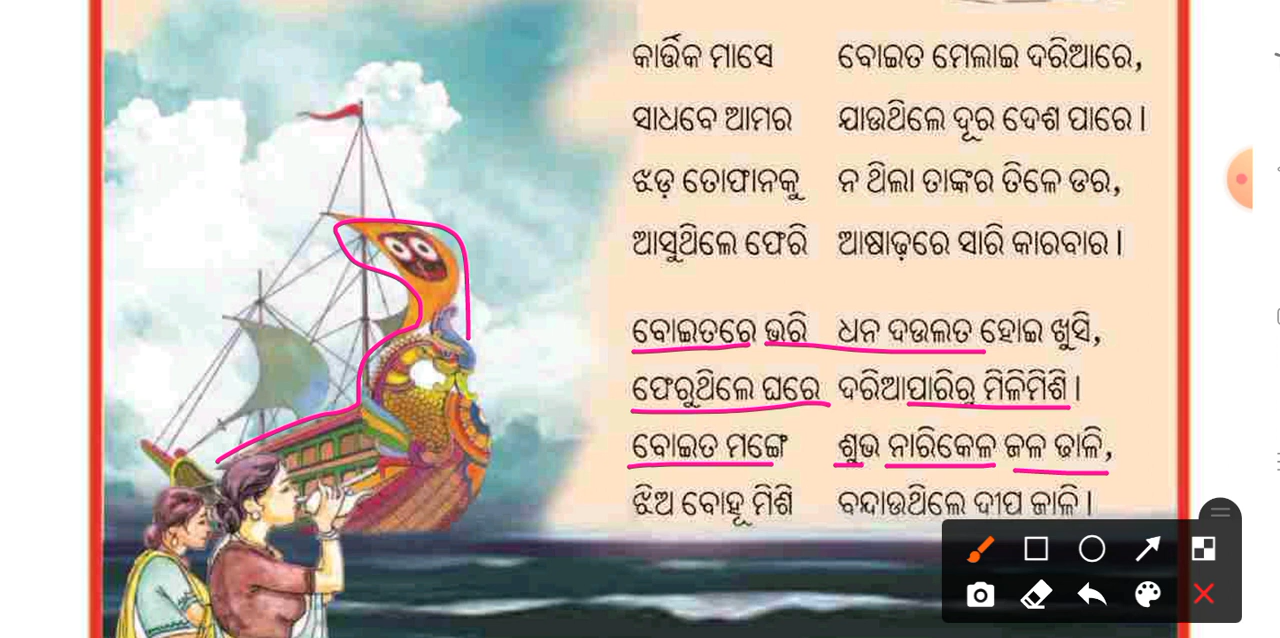 କାର୍ତ୍ତିକ ମାସେ ବୋଇତ ମେଲାଇ ଦରିଆରେ,
ସାଧବେ ଆମର ଯାଉଥିଲେ ଦୂର ଦେଶ ପାରେ।
ଝଡ଼ ତୋଫାନକୁ ନ ଥିଲା ତାଙ୍କର ତିଳେ ଡର,
ଆସୁଥିଲେ ଫେରି ଆଷାଢ଼ରେ ସାରି କାରବାର।
ବୋଇତରେ ଭରି ଧନ ଦଉଲତ ହୋଇ ଖୁସି,
ଫେରୁଥିଲେ ଘରେ ଦରିଆପାରିରୁ ମିଳିମିଶି।
ବୋଇତ ମଙ୍ଗେ ଶୁଭ ନାରିକେଳ ଜଳ ଢାଳି,
ଝିଅ ବୋହୂ ମିଶି ବନ୍ଦାଉଥିଲେ ଦୀପ ଜାଳି।